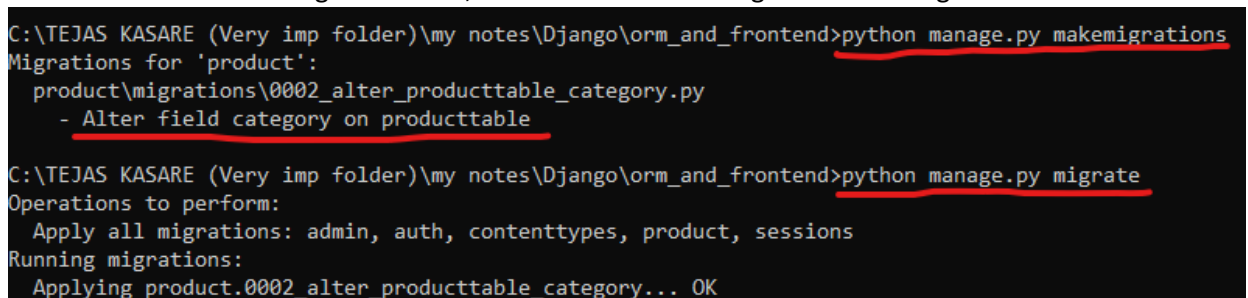 C:\TEJAS KASARE (Very imp folder)\my notes\Django\orm_and_frontend>python manage.py makemigrations
Migrations for 'product':
  product\migrations\0002_alter_producttable_category.py
    - Alter field category on producttable
C:\TEJAS KASARE (Very imp folder)\my notes\Django\orm_and_frontend>python manage.py migrate
Operations to perform:
  Apply all migrations: admin, auth, contenttypes, product, sessions
Running migrations:
  Applying product.0002_alter_producttable_category... OK